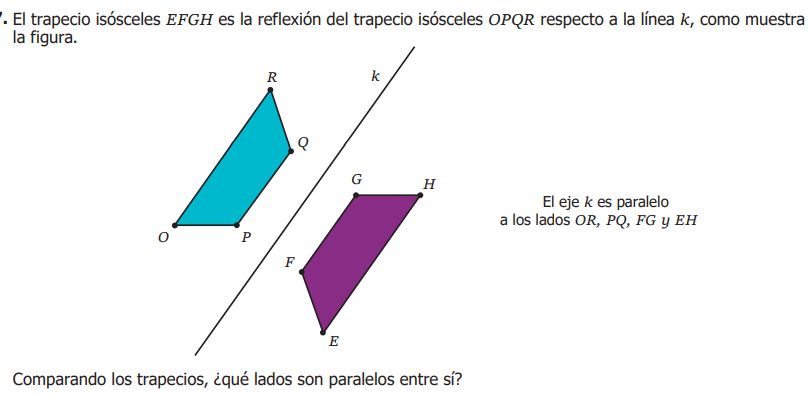 . El trapecio isósceles EFGH es la reflexión del trapecio isósceles OPQR respecto a la línea k, como muestra
la figura.
R
k
Q
G
H
El eje k es paralelo
a los lados OR, PQ, FG y EH
O
P
F
E
Comparando los trapecios, ¿qué lados son paralelos entre sí?